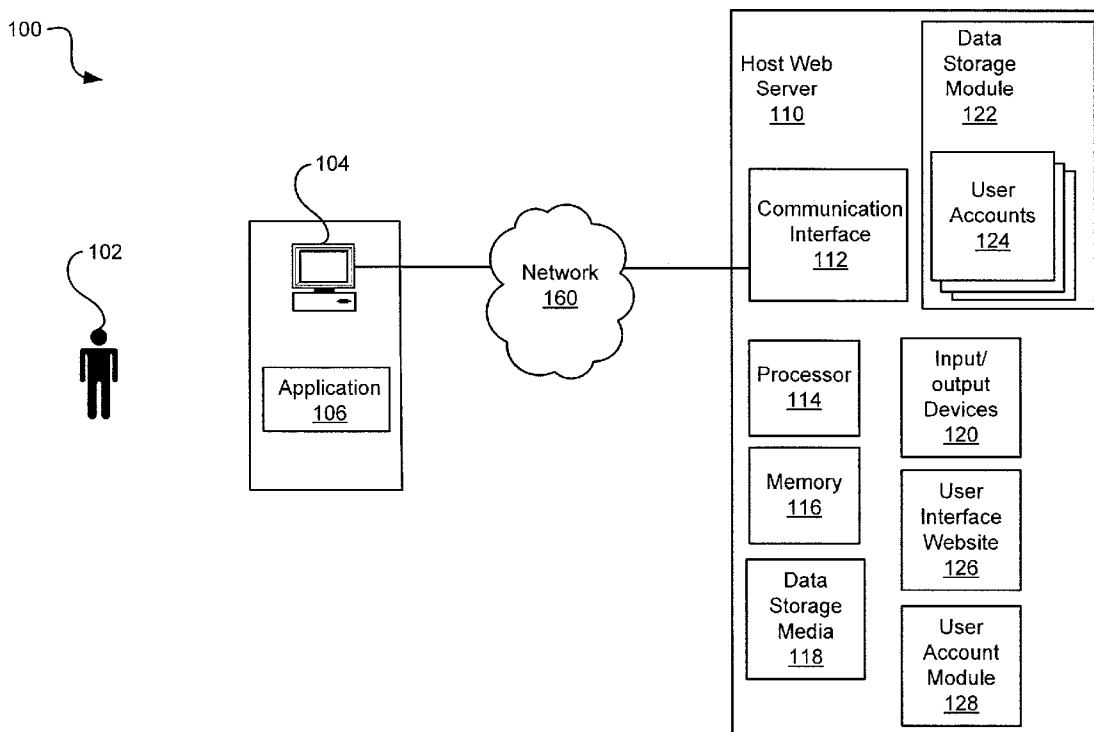 100
102
104
Application
106
Network
160
Host Web
Server
110
Data
Storage
Module
122
User
Accounts
124
Communication
Interface
112
Processor
114
Input/
output
Devices
120
Memory
116
User
Interface
Website
126
Data
Storage
Media
118
User
Account
Module
128